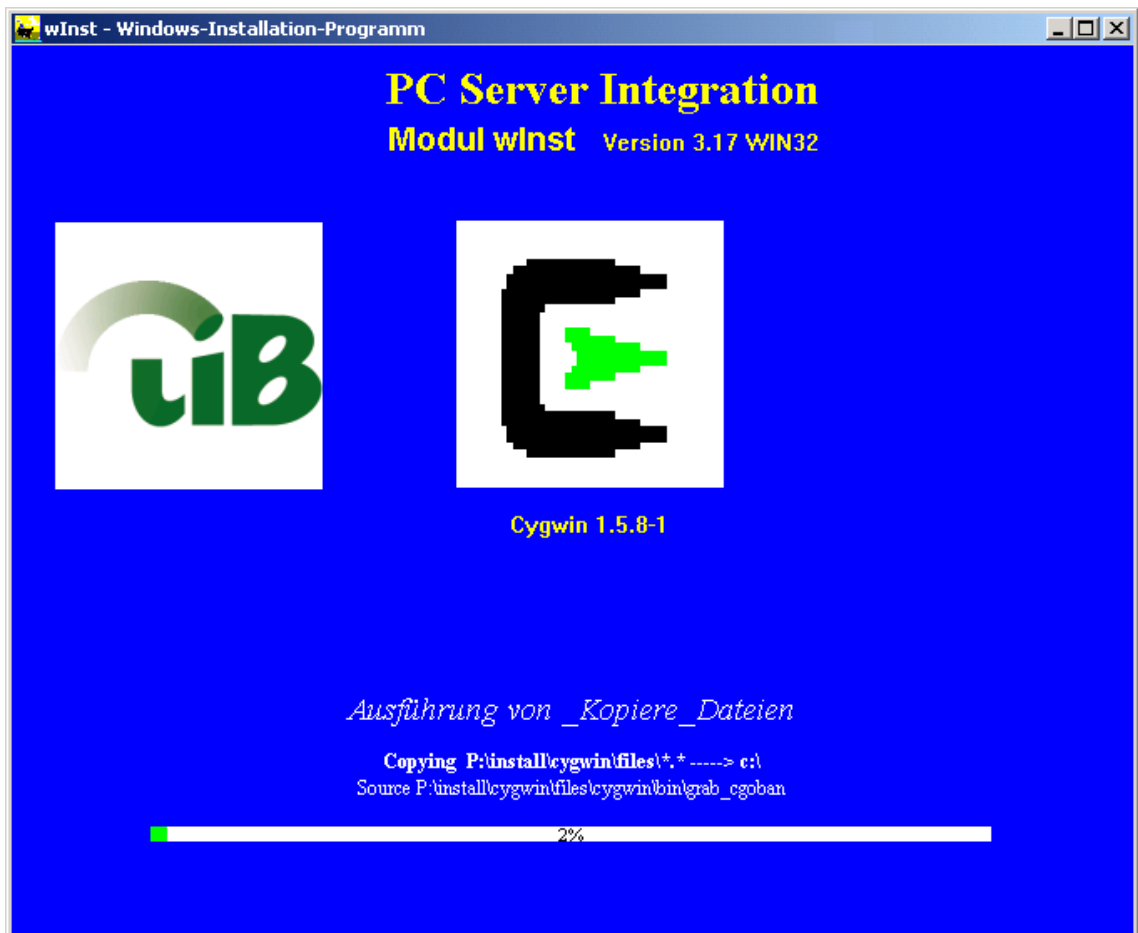 wInst - Windows-Installation-Programm
PC Server Integration
Modul wInst Version 3.17 WIN32
uiB
Cygwin 1.5.8-1
Ausführung von _Kopiere_Dateien
Copying P:\install\cygwin\files\*.* -----> c:\
Source P:\install\cygwin\files\cygwin\bin\grab_cgoban
2%